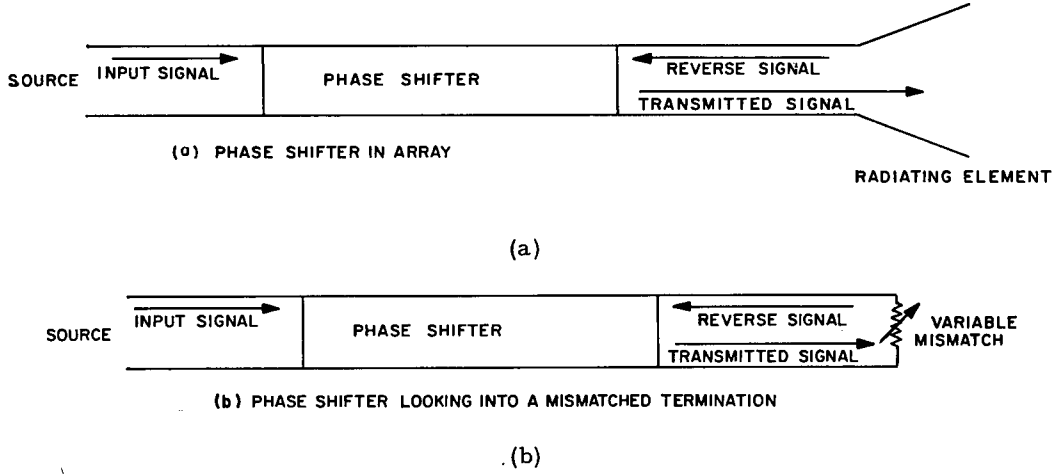 SOURCE
INPUT SIGNAL
PHASE SHIFTER
REVERSE SIGNAL
TRANSMITTED SIGNAL
(a) PHASE SHIFTER IN ARRAY
RADIATING ELEMENT
(a)
SOURCE
INPUT SIGNAL
PHASE SHIFTER
REVERSE SIGNAL
TRANSMITTED SIGNAL
VARIABLE
MISMATCH
(b) PHASE SHIFTER LOOKING INTO A MISMATCHED TERMINATION
(b)